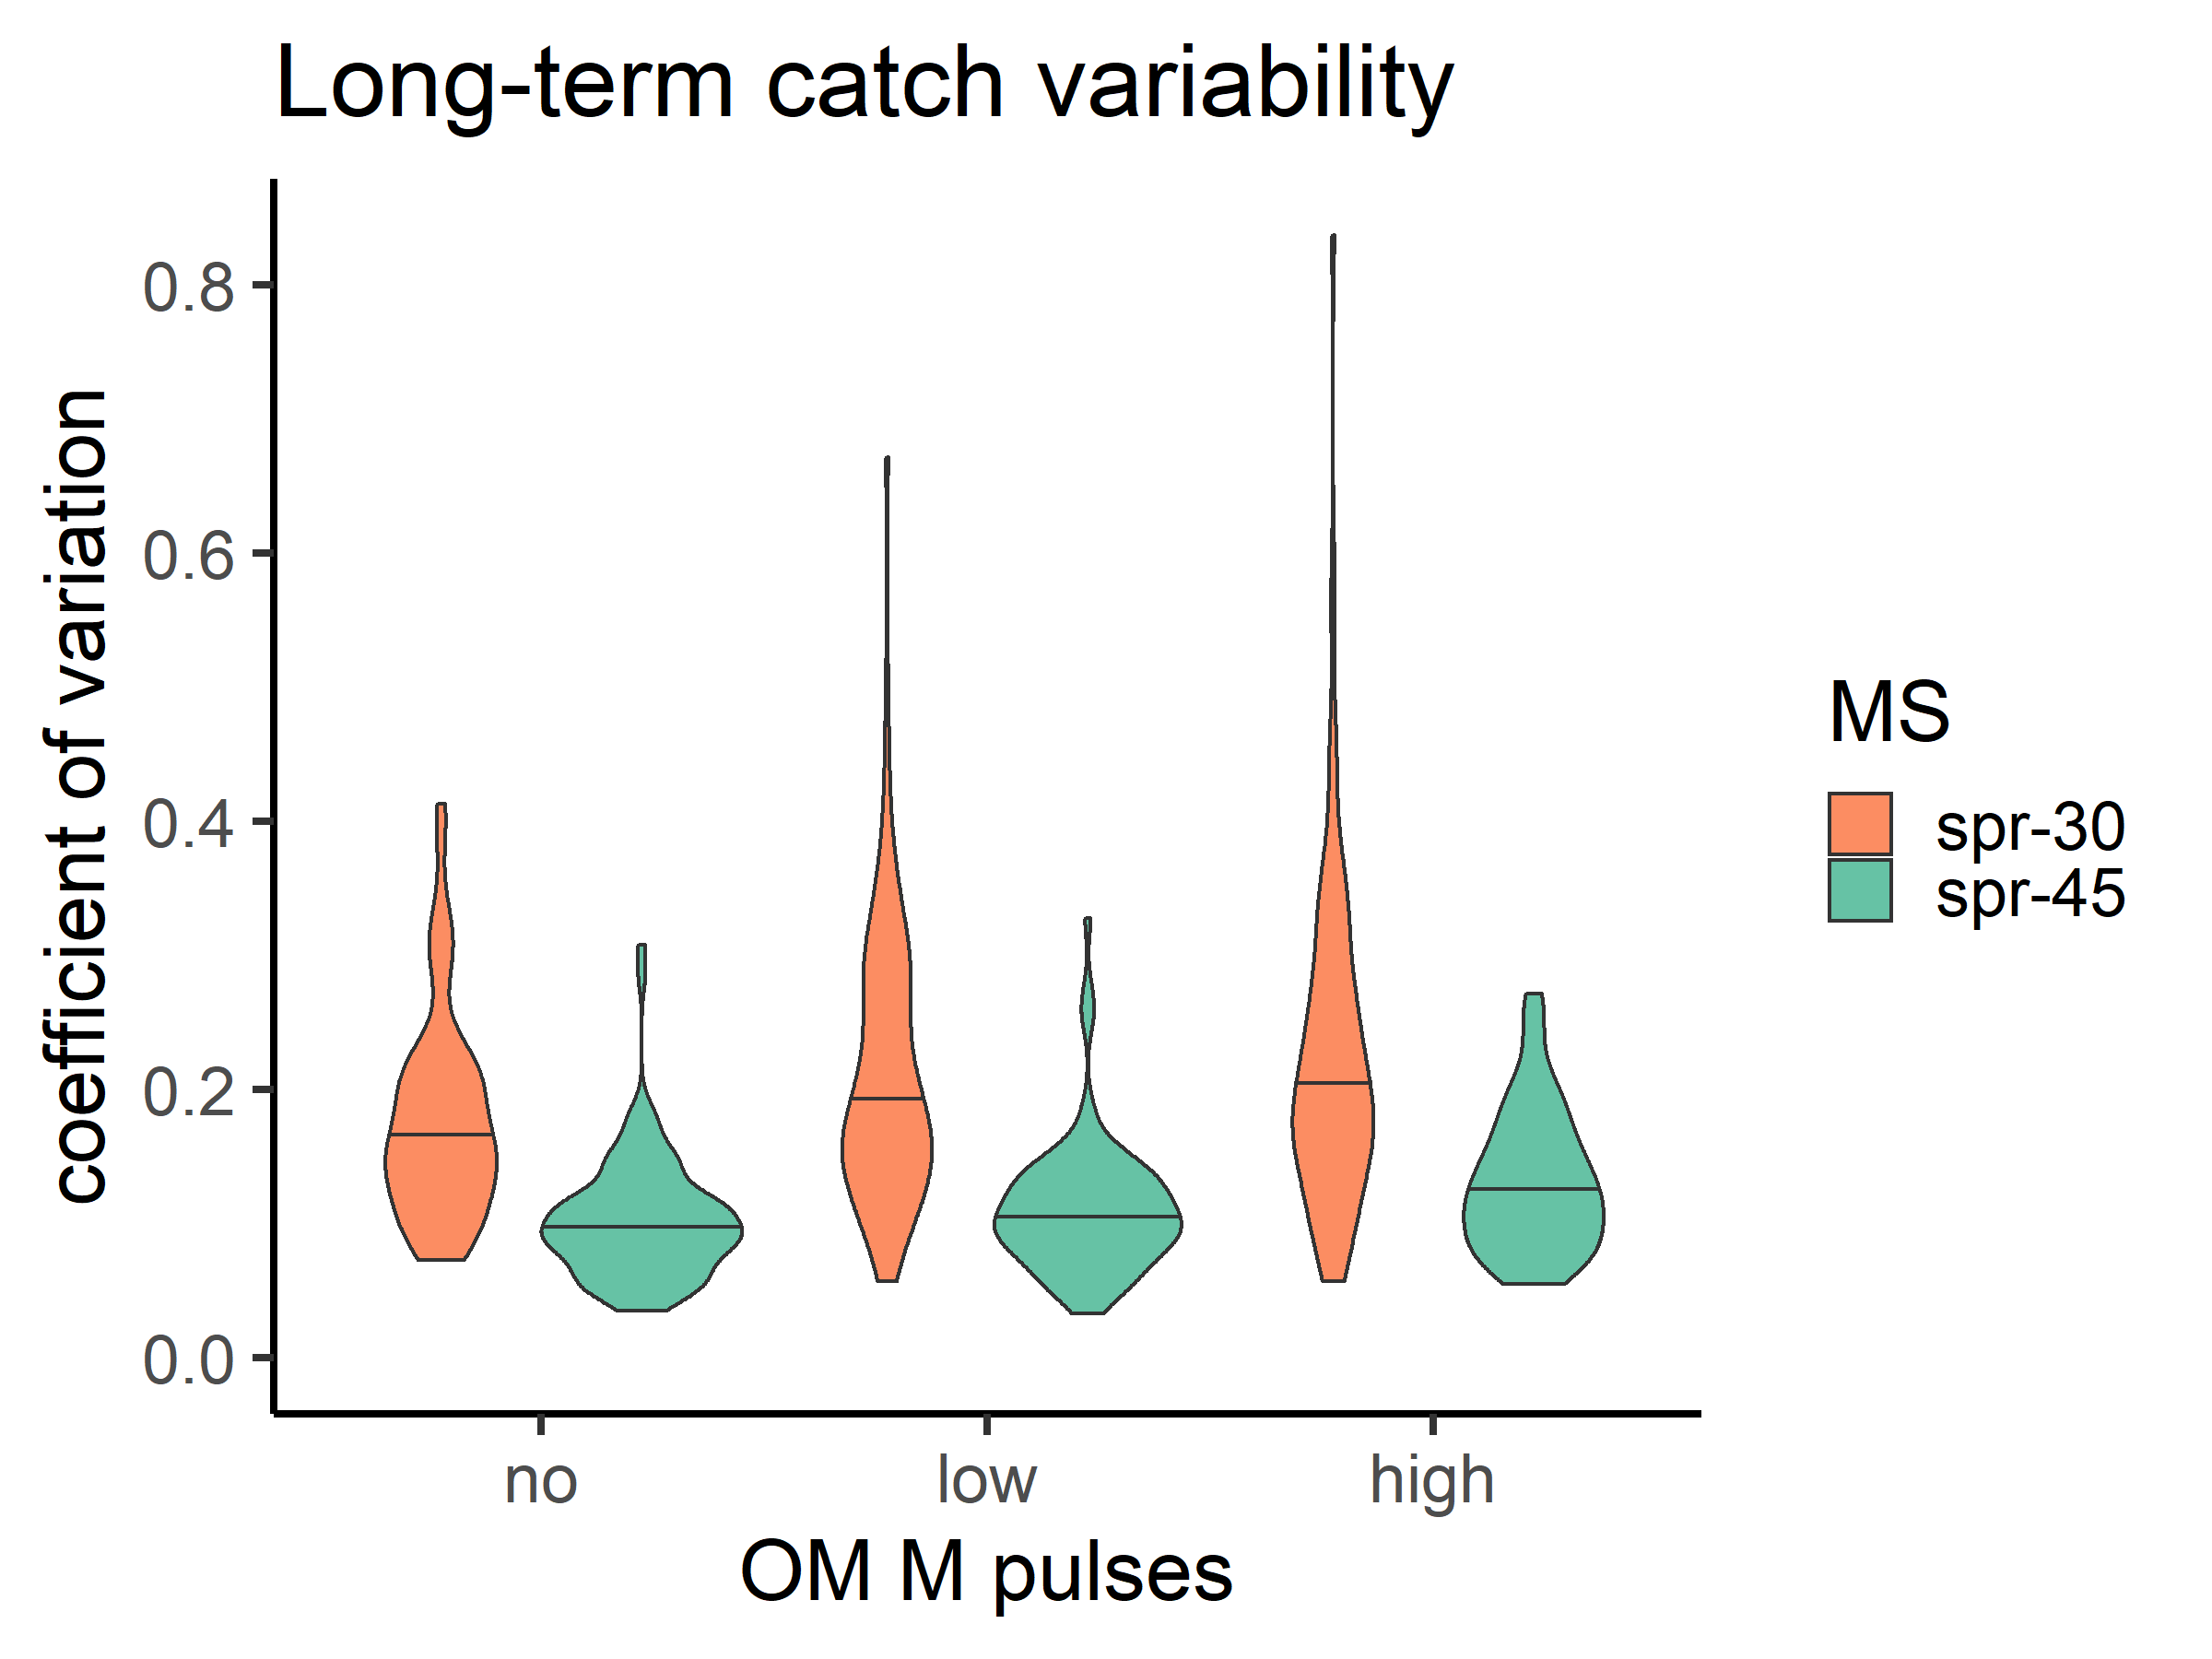 Long-term catch variability
coefficient of variation
0.8
0.6
0.4
0.2
0.0
no
low
high
OM M pulses
MS
spr-30
spr-45